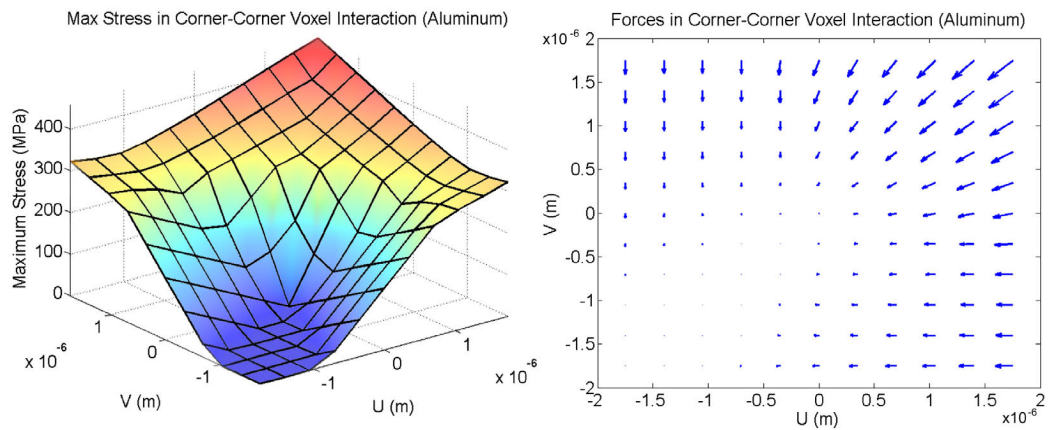 Max Stress in Corner-Corner Voxel Interaction (Aluminum)
Maximum Stress (MPa)
400
300
200
100
0
1
0
-1
x 10-6
V (m)
-1
0
1
x 10-6
U (m)
Forces in Corner-Corner Voxel Interaction (Aluminum)
x10-6
2
1.5
1
0.5
0
-0.5
-1
-1.5
-2
V (m)
-2 -1.5 -1 -0.5 0 0.5 1 1.5 2
U (m)
x 10-6